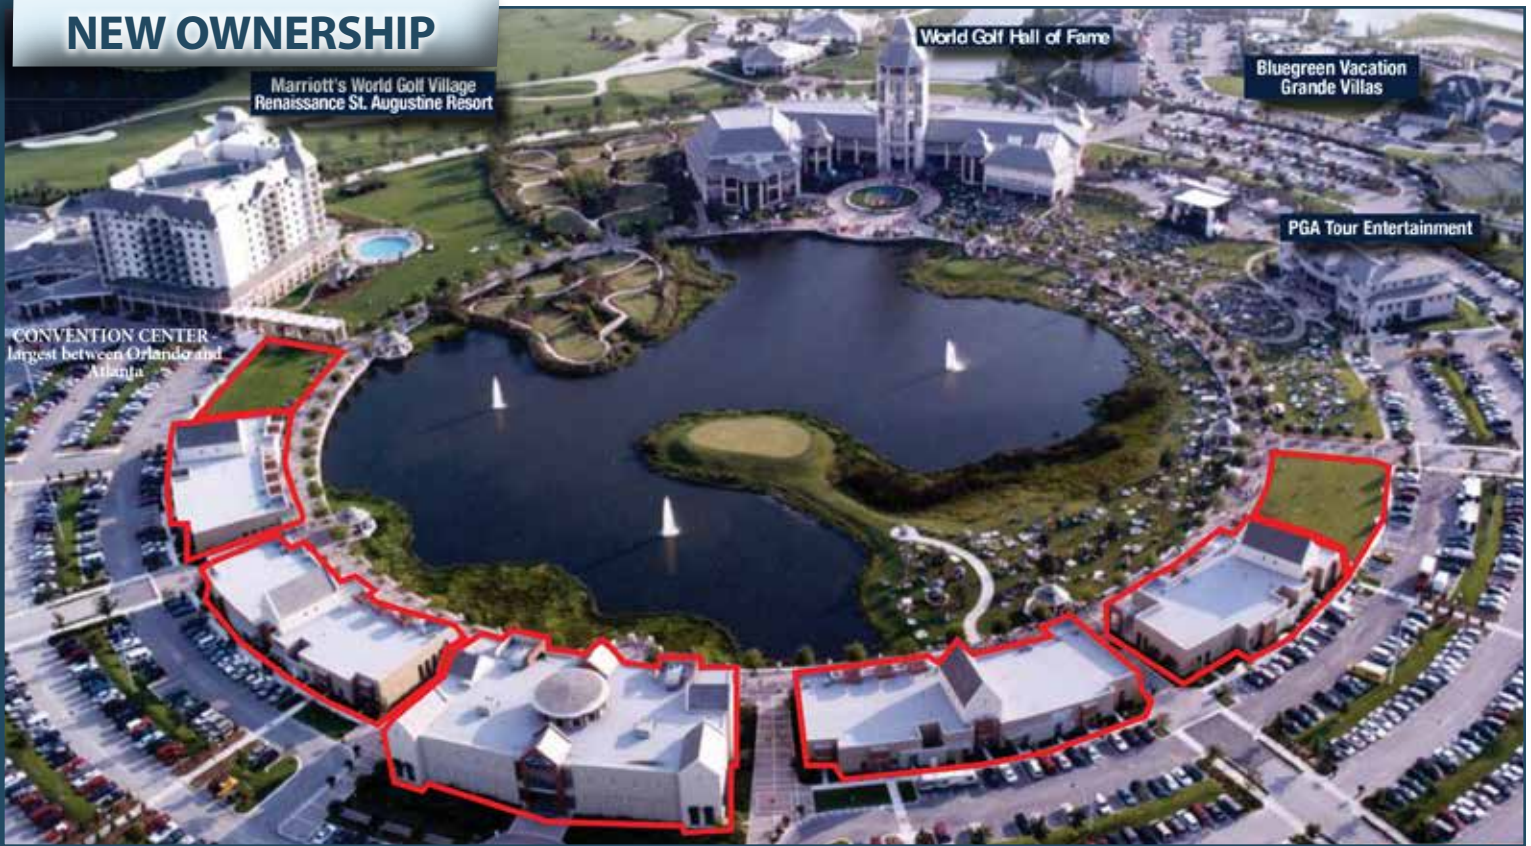 NEW OWNERSHIP
World Golf Hall of Fame
Marriott's World Golf Village
Renaissance St. Augustine Resort
Bluegreen Vacation
Grande Villas
PGA Tour Entertainment
CONVENTION CENTER -
largest between Orlando and
Atlanta